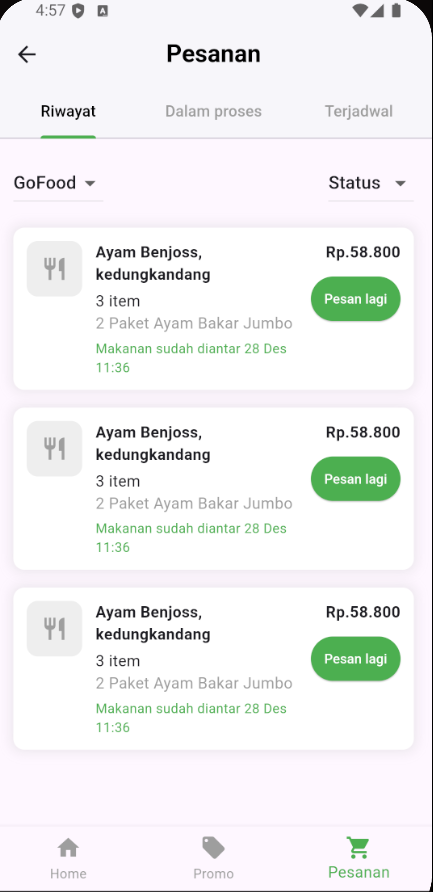 4:57
Pesanan
Riwayat Dalam proses Terjadwal
GoFood Status
Ayam Benjoss, Rp.58.800
kedungkandang
3 item Pesan lagi
2 Paket Ayam Bakar Jumbo
Makanan sudah diantar 28 Des
11:36
Ayam Benjoss, Rp.58.800
kedungkandang
3 item Pesan lagi
2 Paket Ayam Bakar Jumbo
Makanan sudah diantar 28 Des
11:36
Ayam Benjoss, Rp.58.800
kedungkandang
3 item Pesan lagi
2 Paket Ayam Bakar Jumbo
Makanan sudah diantar 28 Des
11:36
Home Promo Pesanan